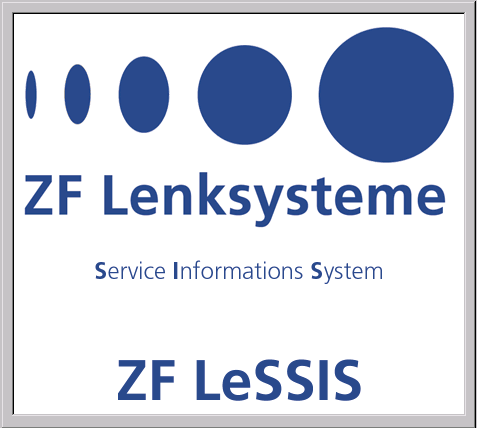 ZF Lenksysteme
Service Informations System
ZF LeSSIS